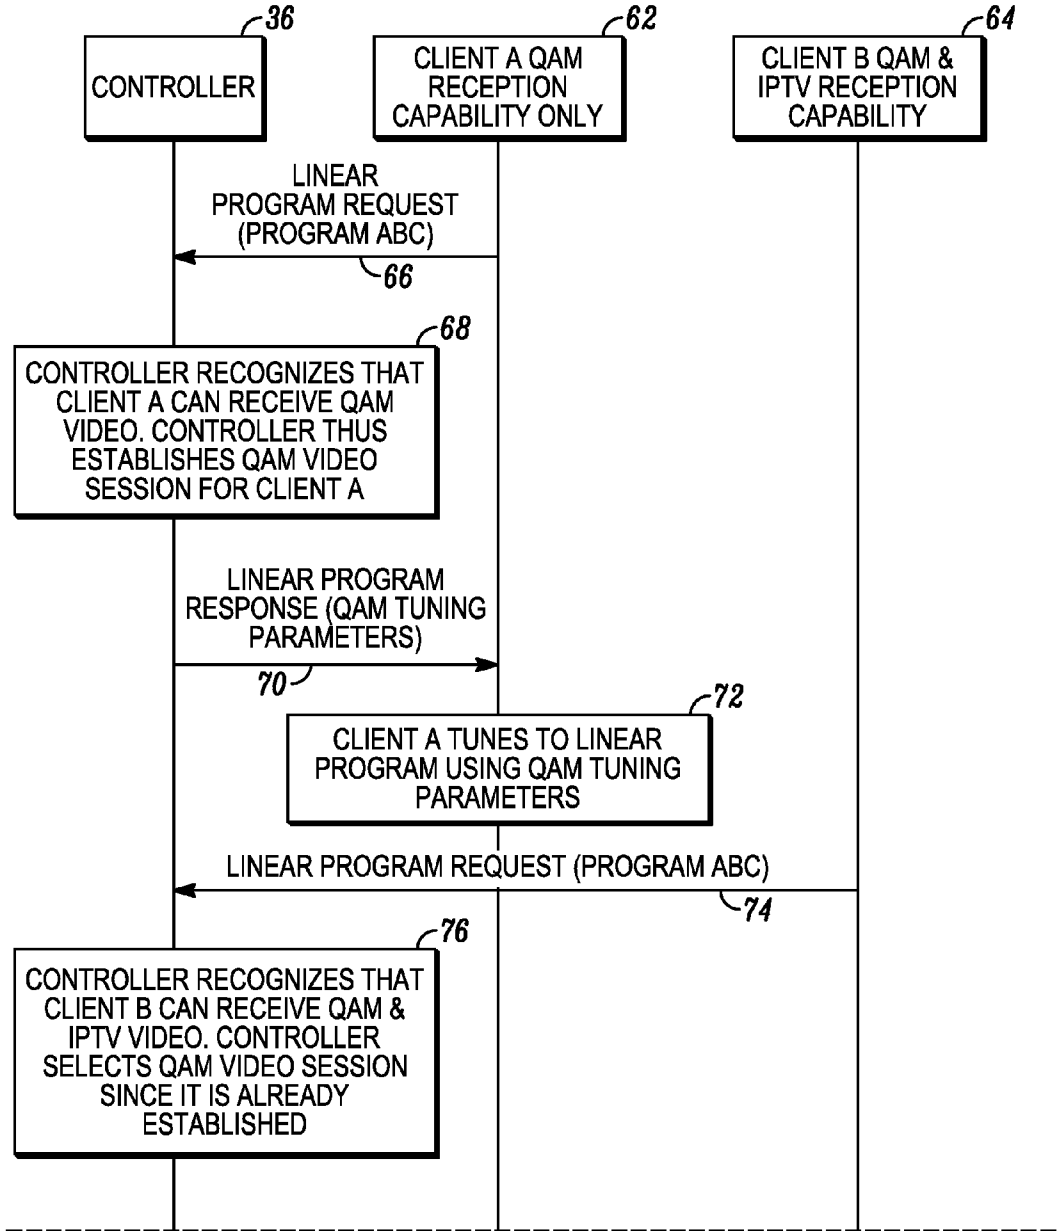 36
CONTROLLER
62
CLIENT A QAM
RECEPTION
CAPABILITY ONLY
64
CLIENT B QAM &
IPTV RECEPTION
CAPABILITY
LINEAR
PROGRAM REQUEST
(PROGRAM ABC)
66
68
CONTROLLER RECOGNIZES THAT
CLIENT A CAN RECEIVE QAM
VIDEO. CONTROLLER THUS
ESTABLISHES QAM VIDEO
SESSION FOR CLIENT A
LINEAR PROGRAM
RESPONSE (QAM TUNING
PARAMETERS)
70
72
CLIENT A TUNES TO LINEAR
PROGRAM USING QAM TUNING
PARAMETERS
LINEAR PROGRAM REQUEST (PROGRAM ABC)
74
76
CONTROLLER RECOGNIZES THAT
CLIENT B CAN RECEIVE QAM &
IPTV VIDEO. CONTROLLER
SELECTS QAM VIDEO SESSION
SINCE IT IS ALREADY
ESTABLISHED